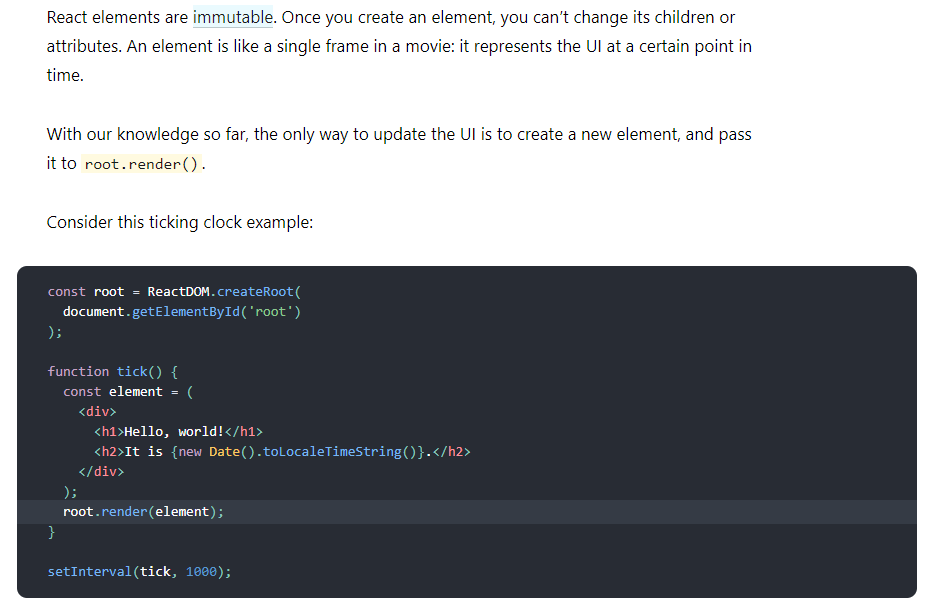 React elements are immutable. Once you create an element, you can’t change its children or
attributes. An element is like a single frame in a movie: it represents the UI at a certain point in
time.
With our knowledge so far, the only way to update the UI is to create a new element, and pass
it to root.render().
Consider this ticking clock example:
const root = ReactDOM.createRoot(
  document.getElementById('root')
);
function tick() {
  const element = (
    <div>
      <h1>Hello, world!</h1>
      <h2>It is {new Date().toLocaleTimeString()}.</h2>
    </div>
  );
  root.render(element);
}
setInterval(tick, 1000);